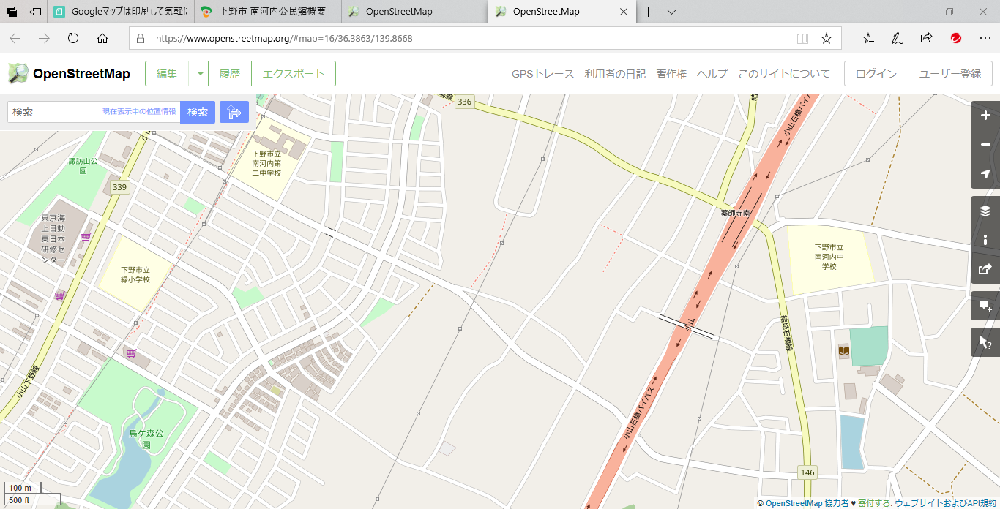 Googleマップは印刷して気軽に
下野市 南河内公民館概要
OpenStreetMap
OpenStreetMap
https://www.openstreetmap.org/#map=16/36.3863/139.8668
OpenStreetMap
編集
履歴
エクスポート
GPSトレース
利用者の日記
著作権
ヘルプ
このサイトについて
ログイン
ユーザー登録
検索
現在表示中の位置情報
検索
336
小山石橋バイパス
下野市立
南河内第
二中学校
諏訪山公
園
339
薬師寺南
東京海
上日動
東日本
研修セ
ンター
下野市立
南河内中
学校
下野市立
緑小学校
小山
結城石橋線
小山下野線
小山石橋バイパス
烏ケ森公
園
146
100 m
500 ft
© OpenStreetMap 協力者 ♥ 寄付する. ウェブサイトおよびAPI規約